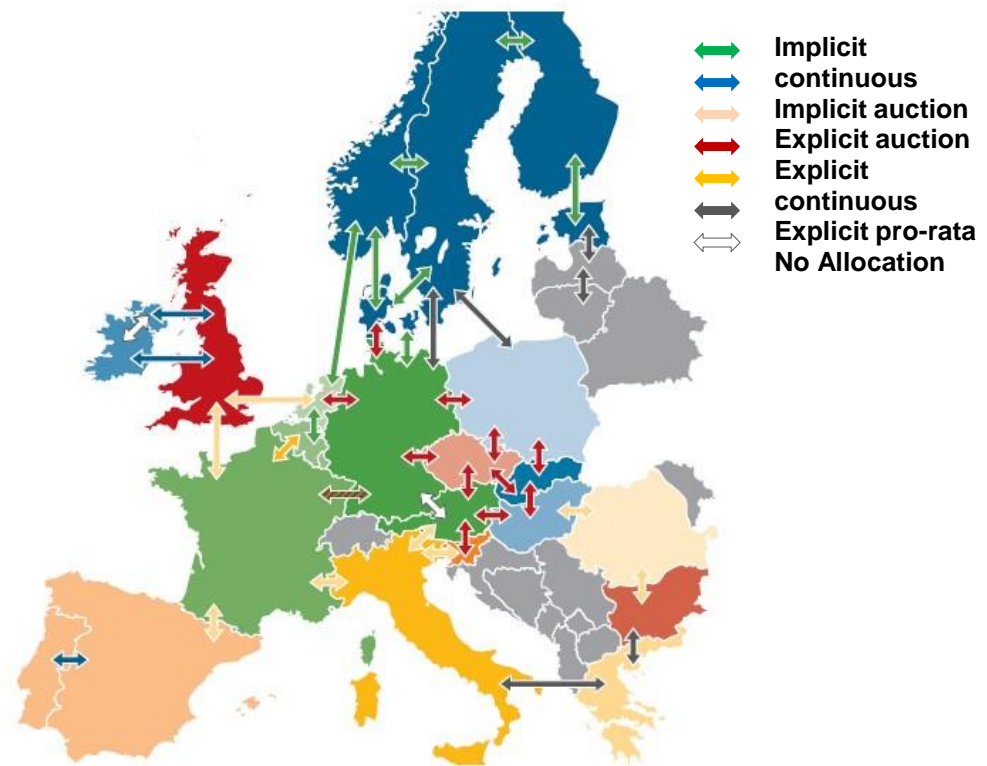 Implicit
continuous
Implicit auction
Explicit auction
Explicit
continuous
Explicit pro-rata
No Allocation